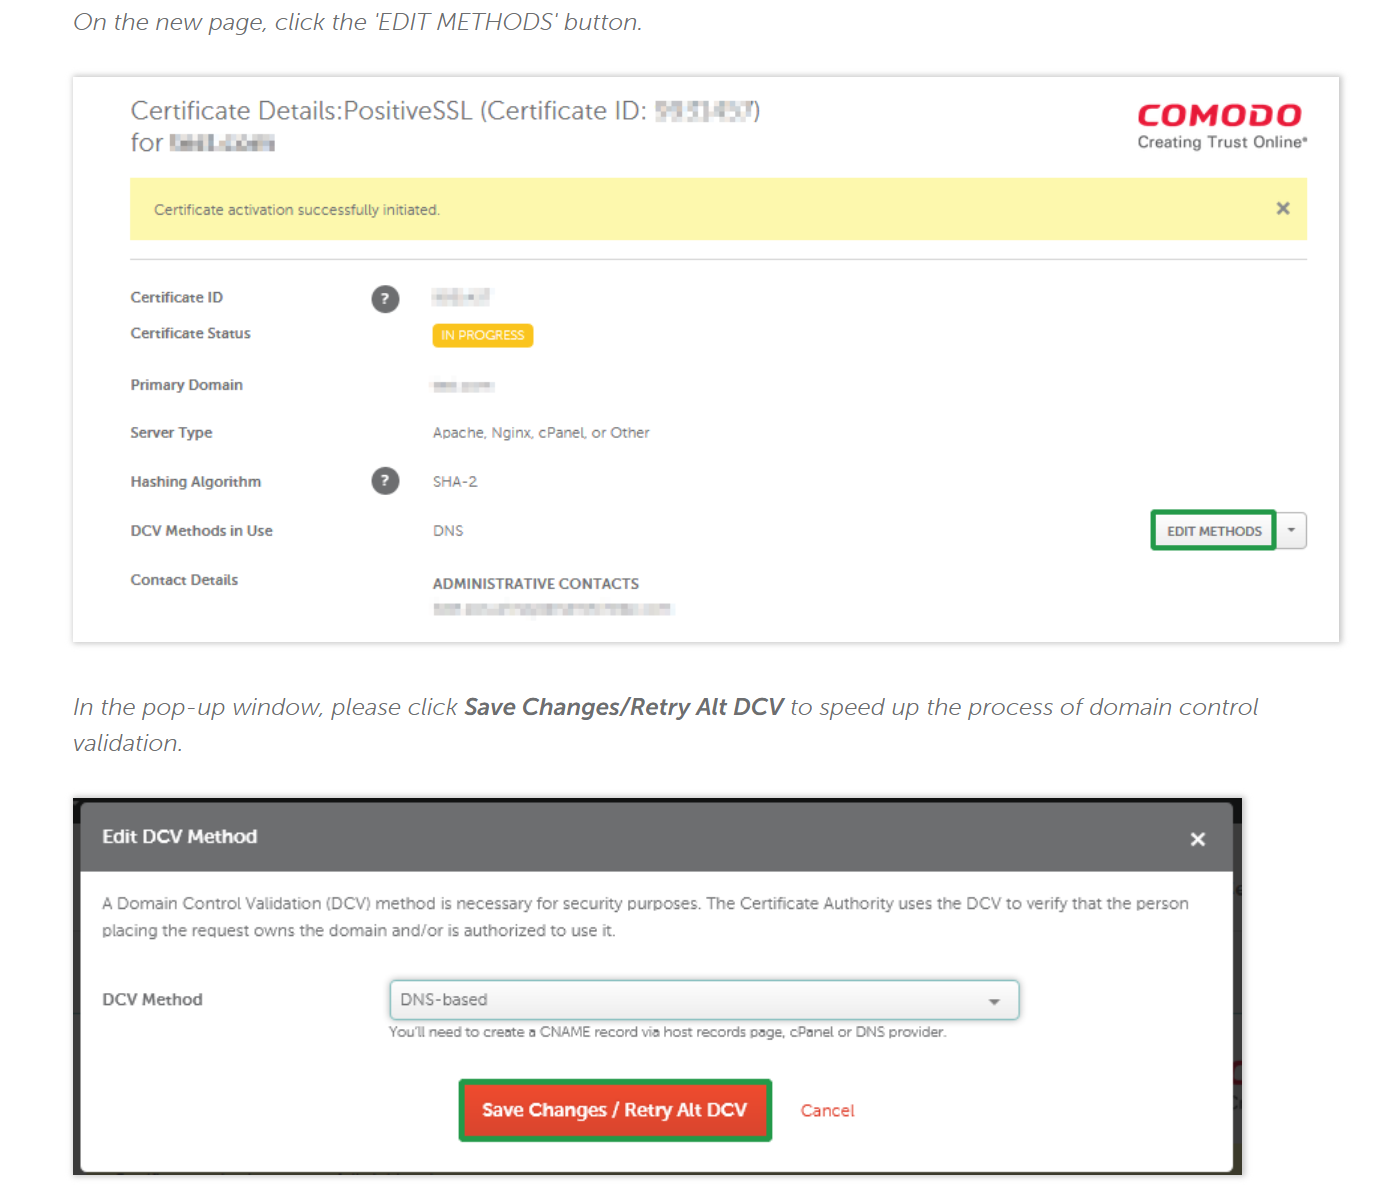 On the new page, click the 'EDIT METHODS' button.
Certificate Details:PositiveSSL (Certificate ID: )
for
COMODO
Creating Trust Online®
Certificate activation successfully initiated.
Certificate ID ?
Certificate Status IN PROGRESS
Primary Domain
Server Type Apache, Nginx, cPanel, or Other
Hashing Algorithm ? SHA-2
DCV Methods in Use DNS EDIT METHODS
Contact Details ADMINISTRATIVE CONTACTS
In the pop-up window, please click Save Changes/Retry Alt DCV to speed up the process of domain control
validation.
Edit DCV Method
A Domain Control Validation (DCV) method is necessary for security purposes. The Certificate Authority uses the DCV to verify that the person
placing the request owns the domain and/or is authorized to use it.
DCV Method DNS-based
You'll need to create a CNAME record via host records page, cPanel or DNS provider.
Save Changes / Retry Alt DCV Cancel